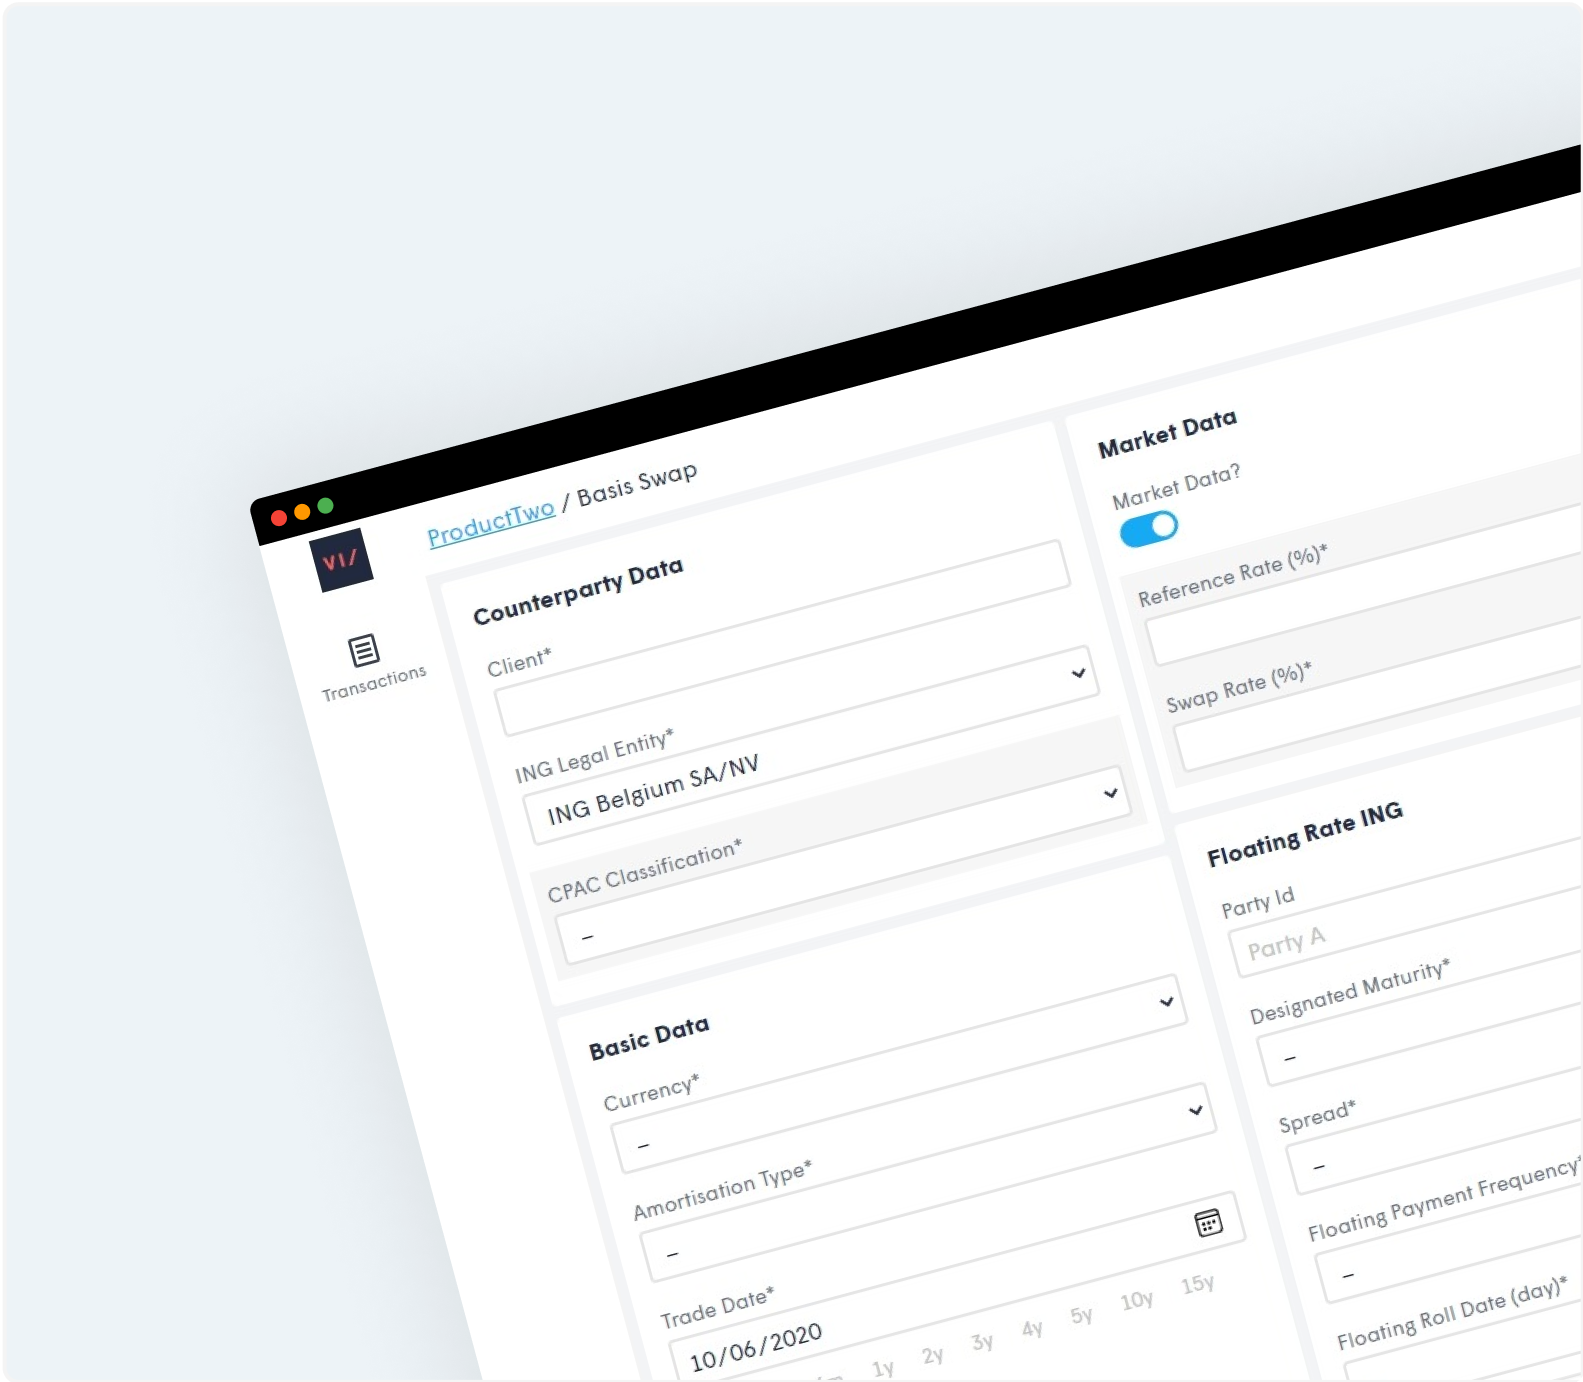 VI/
Transactions
ProductTwo / Basis Swap
Counterparty Data
Client*
ING Legal Entity*
ING Belgium SA/NV
CPAC Classification*
–
Basic Data
Currency*
–
Amortisation Type*
–
Trade Date*
10/06/2020
1y 2y 3y 4y 5y 10y 15y
Market Data
Market Data?
Reference Rate (%)*
Swap Rate (%)*
Floating Rate ING
Party Id
Party A
Designated Maturity*
–
Spread*
–
Floating Payment Frequency*
–
Floating Roll Date (day)*